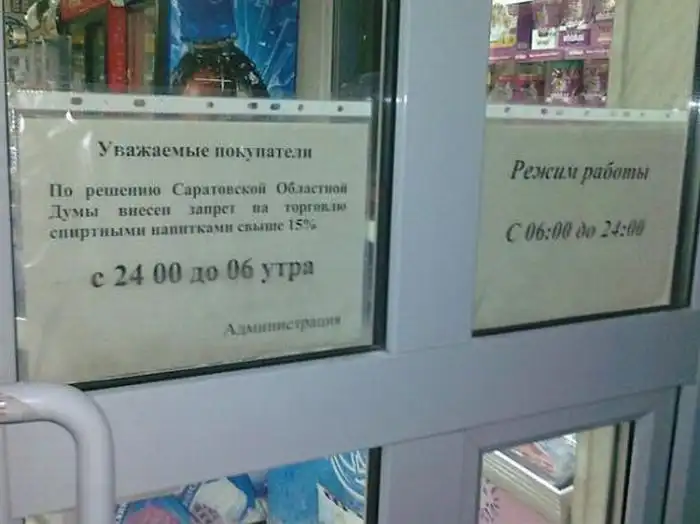 Уважаемые покупатели
По решению Саратовской Областной
Думы внесен запрет на торговлю
спиртными напитками свыше 15%
с 24 00 до 06 утра
Администрация
Режим работы
С 06:00 до 24:00